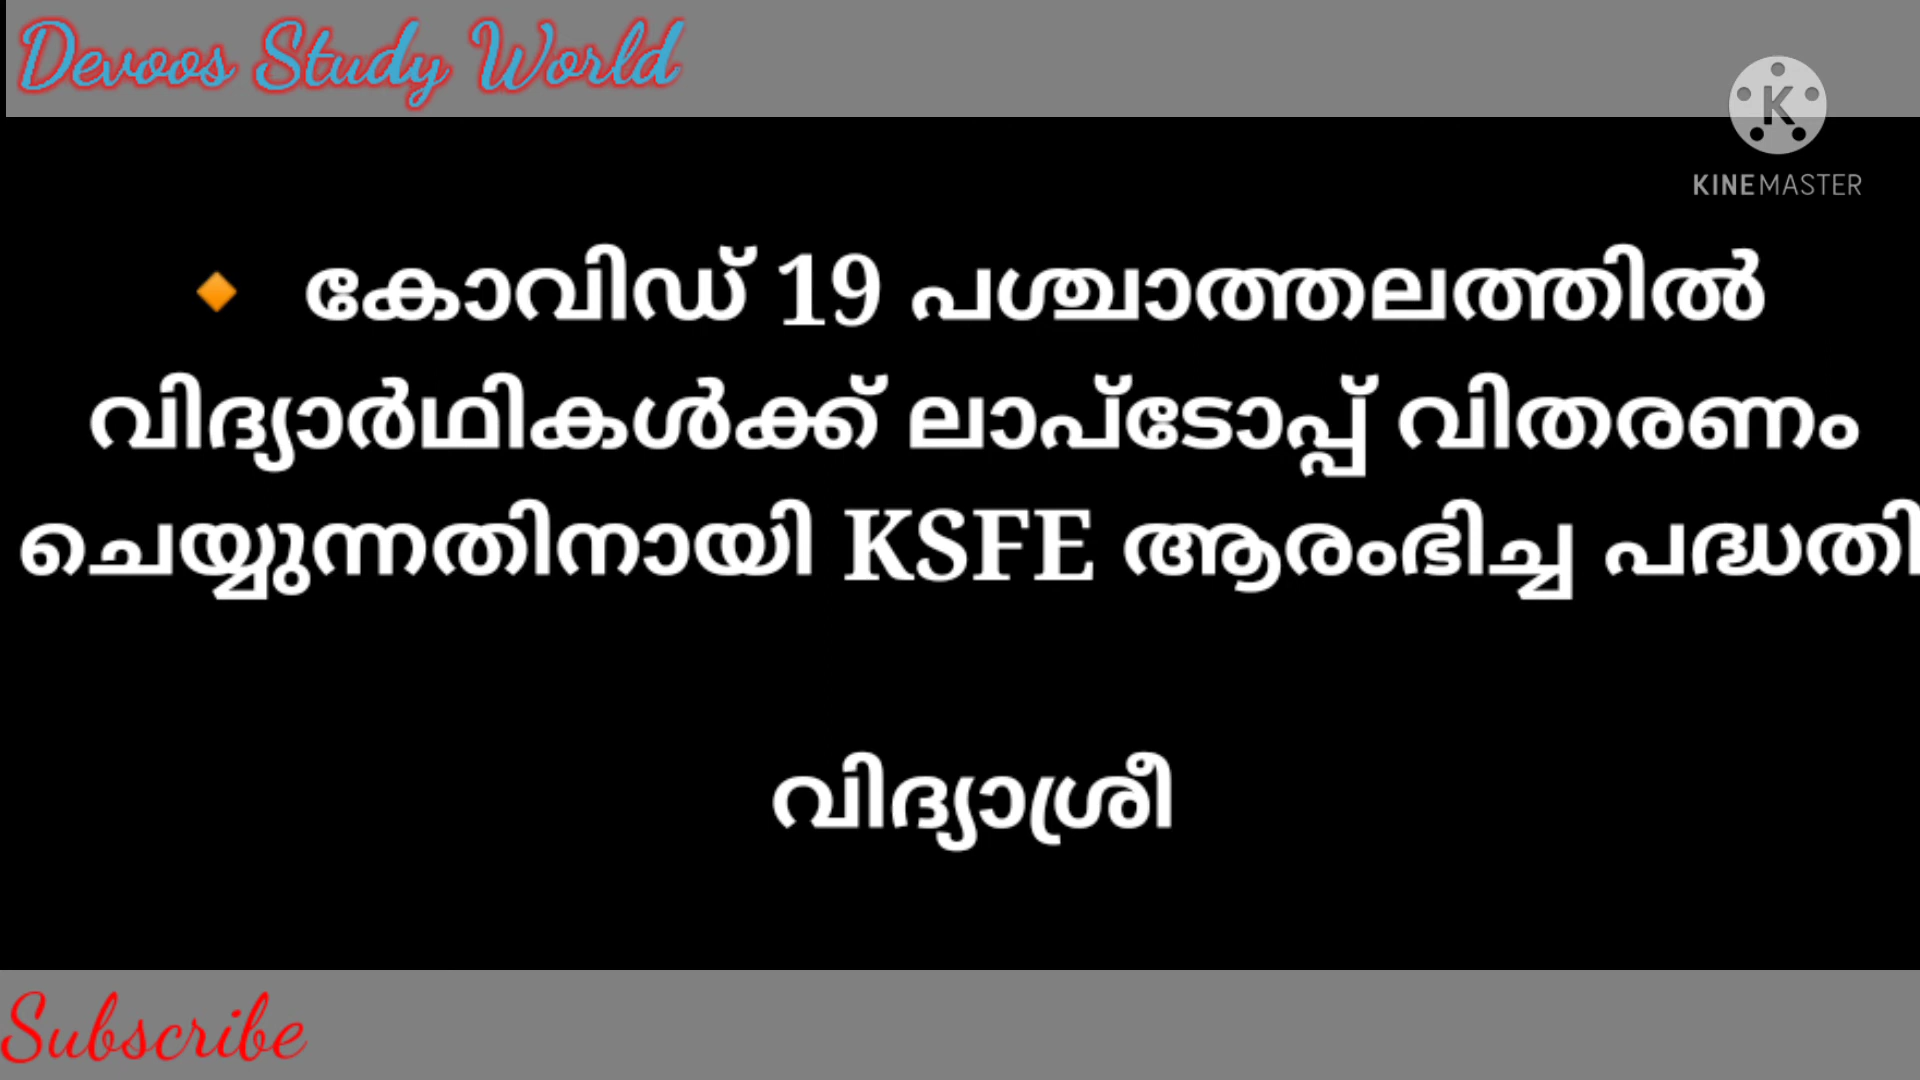 Devoos Study World
K
KINEMASTER
🔸 കോവിഡ് 19 പശ്ചാത്തലത്തിൽ
വിദ്യാർഥികൾക്ക് ലാപ്ടോപ്പ് വിതരണം
ചെയ്യുന്നതിനായി KSFE ആരംഭിച്ച പദ്ധതി
വിദ്യാശ്രീ
Subscribe